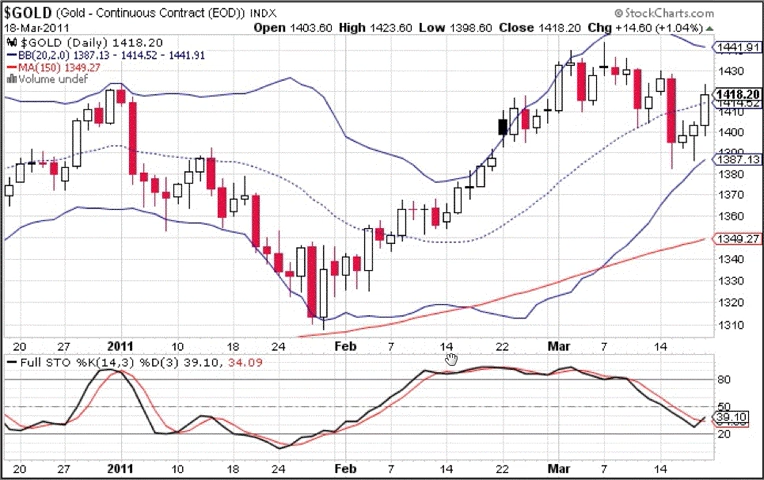 $GOLD (Gold - Continuous Contract (EOD)) INDX © StockCharts.com
18-Mar-2011 Open 1403.60 High 1423.60 Low 1398.60 Close 1418.20 Chg +14.60 (+1.04%)
$GOLD (Daily) 1418.20
BB(20,2.0) 1387.13 - 1414.52 - 1441.91
MA(150) 1349.27
Volume undef
1441.91
1430
1418.20
1414.52
1410
1400
1390
1387.13
1380
1370
1360
1349.27
1340
1330
1320
1310
20 27 2011 10 18 24 Feb 7 14 22 Mar 7 14
Full STO %K(14,3) %D(3) 39.10, 34.09
80
50
39.10
20
20 27 2011 10 18 24 Feb 7 14 22 Mar 7 14